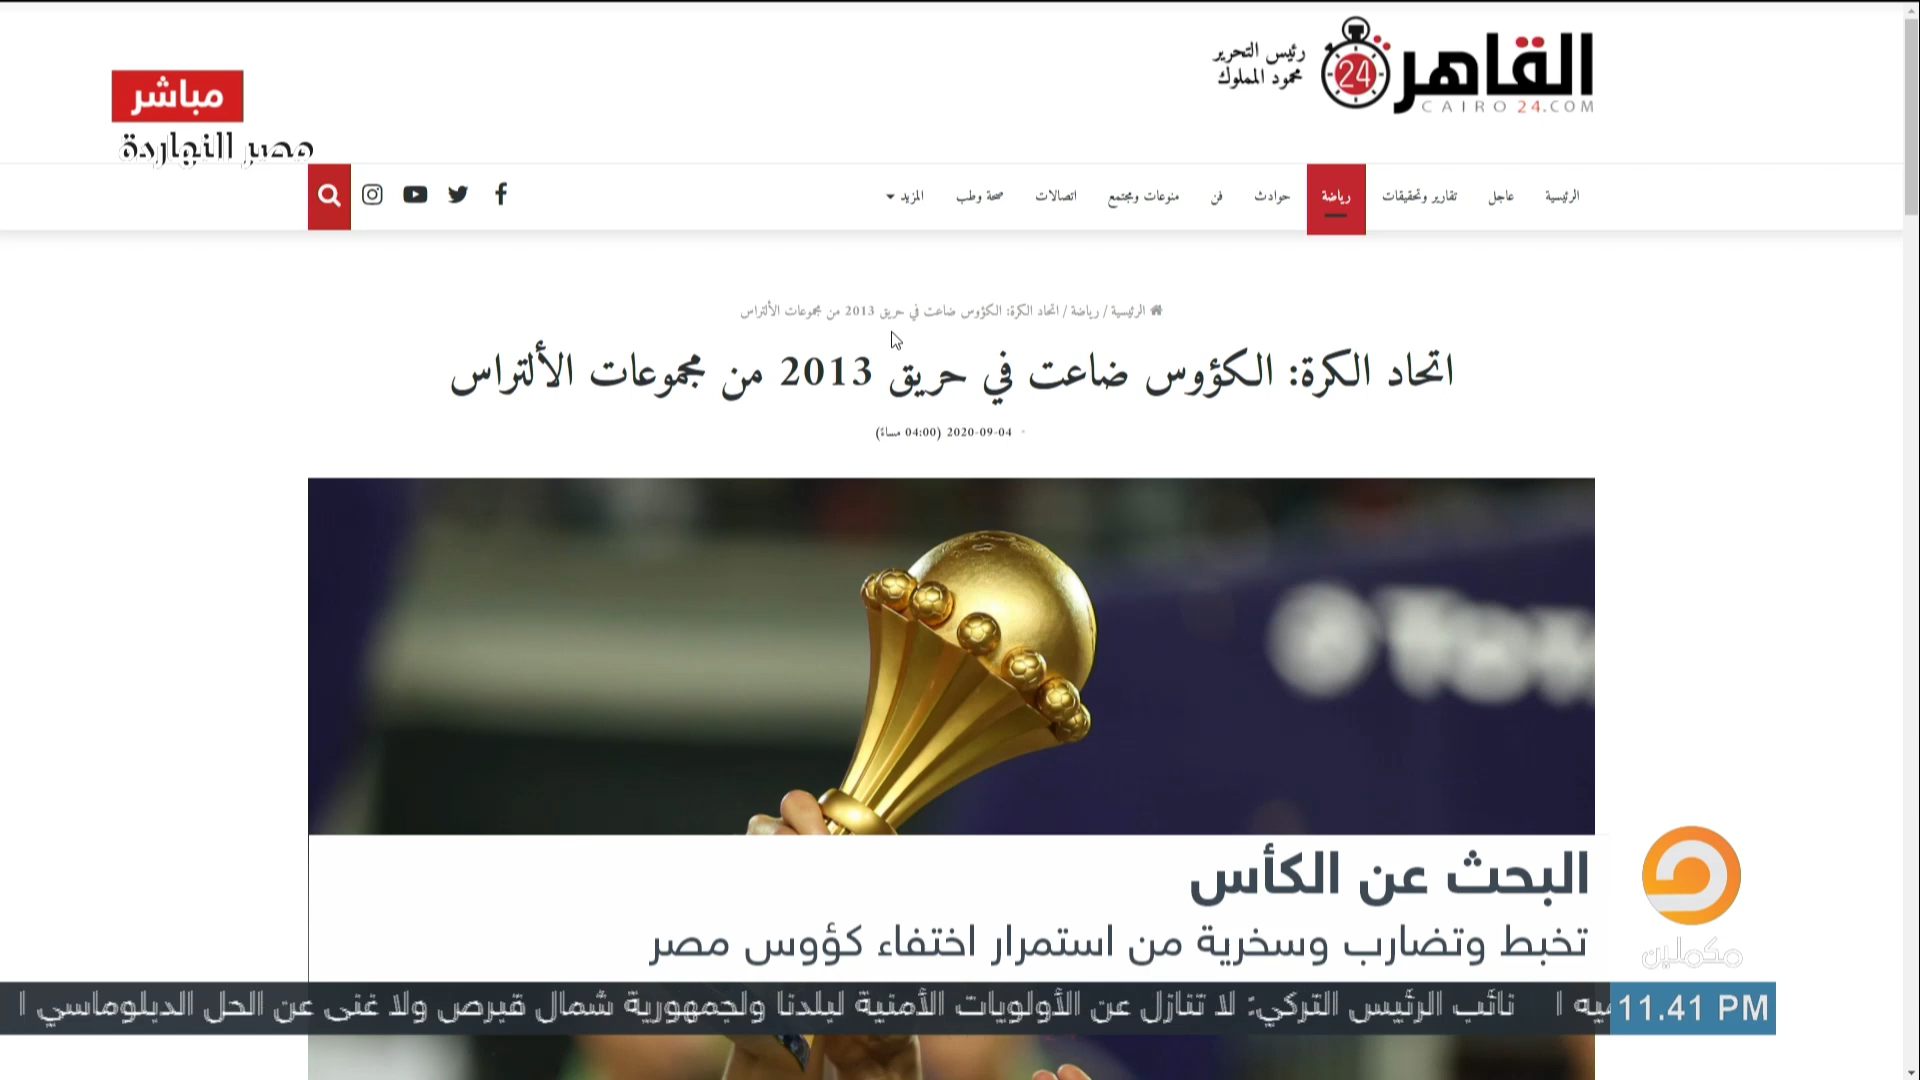 القاهرة 24
CAIRO 24.COM
رئيس التحرير
محمود المملوك
مباشر
مصر النهاردة
الرئيسية
عاجل
تقارير وتحقيقات
رياضة
حوادث
فن
منوعات ومجتمع
اتصالات
صحة وطب
المزيد
الرئيسية / رياضة / اتحاد الكرة: الكؤوس ضاعت في حريق 2013 من مجموعات الألتراس
اتحاد الكرة: الكؤوس ضاعت في حريق 2013 من مجموعات الألتراس
2020-09-04 (04:00 مساءً)
البحث عن الكأس
تخبط وتضارب وسخرية من استمرار اختفاء كؤوس مصر
مكملين
نائب الرئيس التركي: لا تنازل عن الأولويات الأمنية لبلدنا ولجمهورية شمال قبرص ولا غنى عن الحل الدبلوماسي
11.41 PM